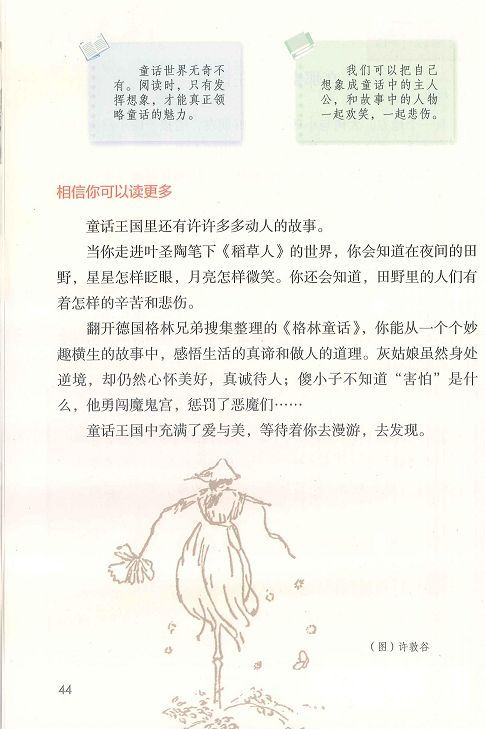 童话世界无奇不
有。阅读时，只有发
挥想象，才能真正领
略童话的魅力。
我们可以把自己
想象成童话中的主人
公，和故事中的人物
一起欢笑，一起悲伤。
相信你可以读更多
童话王国里还有许许多多动人的故事。
当你走进叶圣陶笔下《稻草人》的世界，你会知道在夜间的田
野，星星怎样眨眼，月亮怎样微笑。你还会知道，田野里的人们有
着怎样的辛苦和悲伤。
翻开德国格林兄弟搜集整理的《格林童话》，你能从一个个妙
趣横生的故事中，感悟生活的真谛和做人的道理。灰姑娘虽然身处
逆境，却仍然心怀美好，真诚待人；傻小子不知道“害怕”是什
么，他勇闯魔鬼宫，惩罚了恶魔们……
童话王国中充满了爱与美，等待着你去漫游，去发现。
（图）许敦谷
44